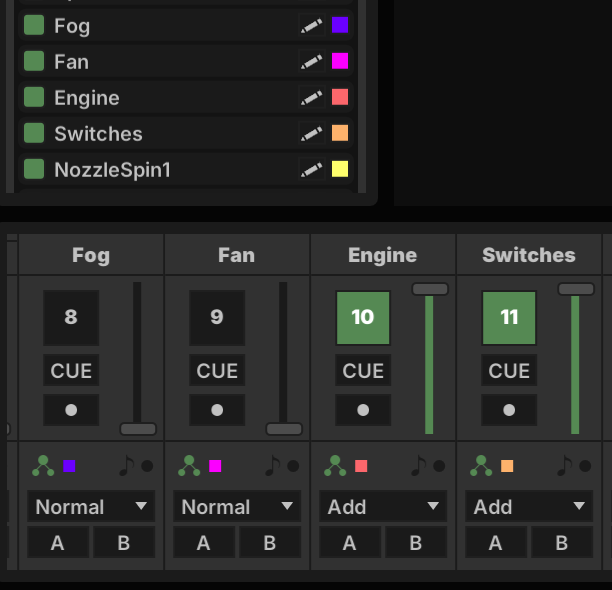 Fog
Fan
Engine
Switches
NozzleSpin1
Fog Fan Engine Switches
8 9 10 11
CUE CUE CUE CUE
Normal Normal Add Add
A B A B A B A B